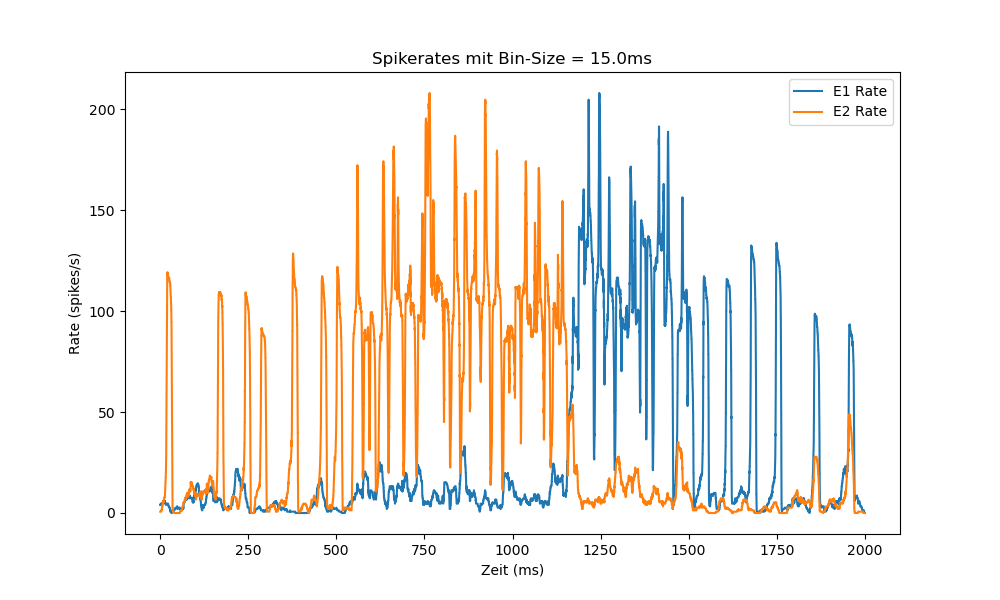 Spikerates mit Bin-Size = 15.0ms
E1 Rate
E2 Rate
200
150
100
50
0
Rate (spikes/s)
0 250 500 750 1000 1250 1500 1750 2000
Zeit (ms)